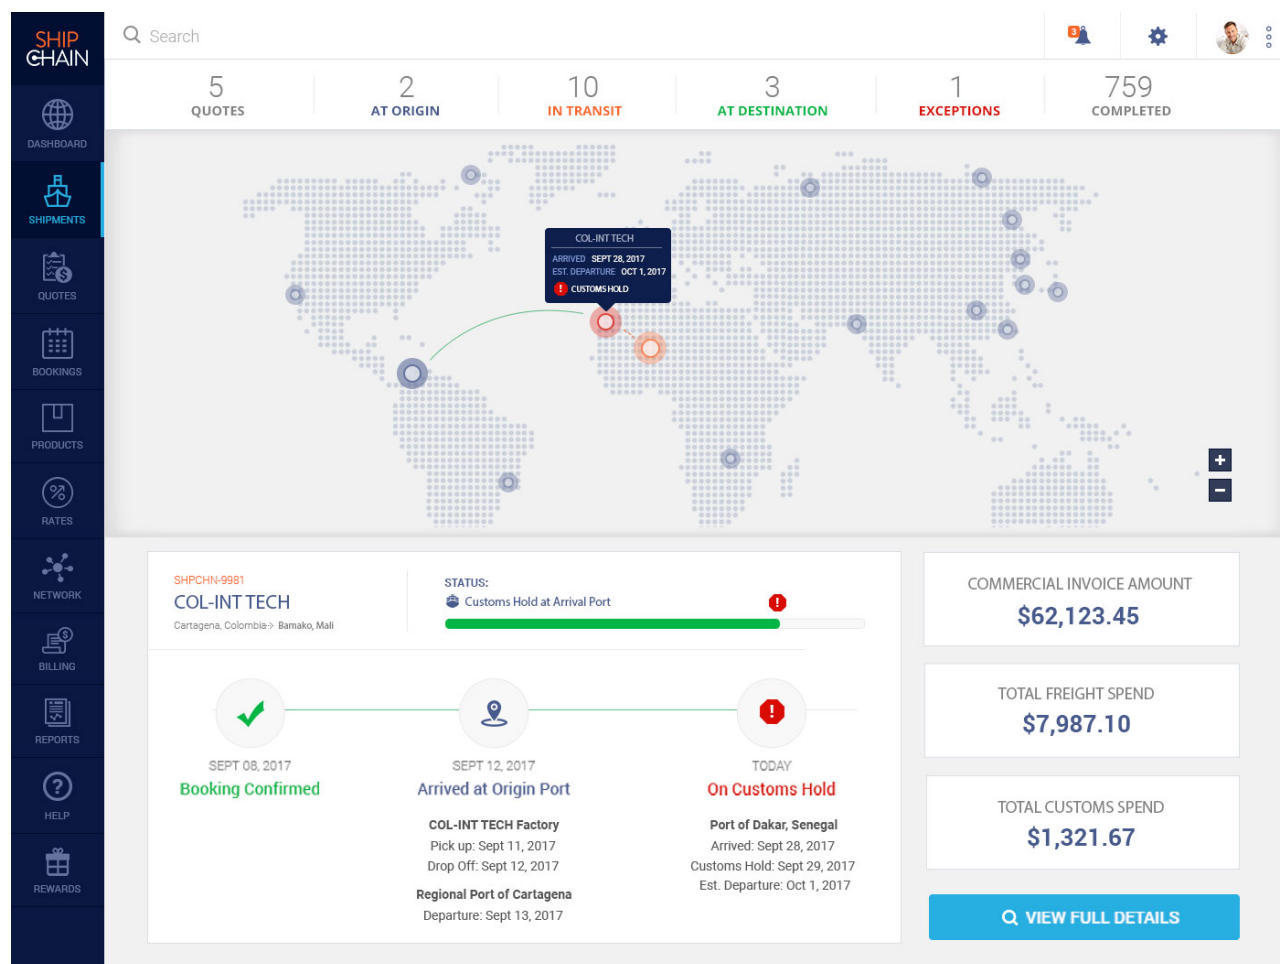 SHIP
CHAIN
Search
3
5
QUOTES
2
AT ORIGIN
10
IN TRANSIT
3
AT DESTINATION
1
EXCEPTIONS
759
COMPLETED
DASHBOARD
SHIPMENTS
QUOTES
BOOKINGS
PRODUCTS
RATES
NETWORK
BILLING
REPORTS
HELP
REWARDS
COL-INT TECH
ARRIVED SEPT 28, 2017
EST. DEPARTURE OCT 1, 2017
! CUSTOMS HOLD
+
−
SHPCHN-9981
COL-INT TECH
Cartagena, Colombia-> Bamako, Mali
STATUS:
Customs Hold at Arrival Port
!
!
SEPT 08, 2017
Booking Confirmed
SEPT 12, 2017
Arrived at Origin Port
COL-INT TECH Factory
Pick up: Sept 11, 2017
Drop Off: Sept 12, 2017
Regional Port of Cartagena
Departure: Sept 13, 2017
TODAY
On Customs Hold
Port of Dakar, Senegal
Arrived: Sept 28, 2017
Customs Hold: Sept 29, 2017
Est. Departure: Oct 1, 2017
COMMERCIAL INVOICE AMOUNT
$62,123.45
TOTAL FREIGHT SPEND
$7,987.10
TOTAL CUSTOMS SPEND
$1,321.67
VIEW FULL DETAILS